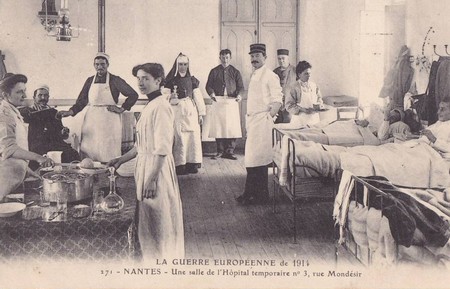 LA GUERRE EUROPÉENNE de 1914
271 - NANTES - Une salle de l'Hôpital temporaire n° 3, rue Mondésir